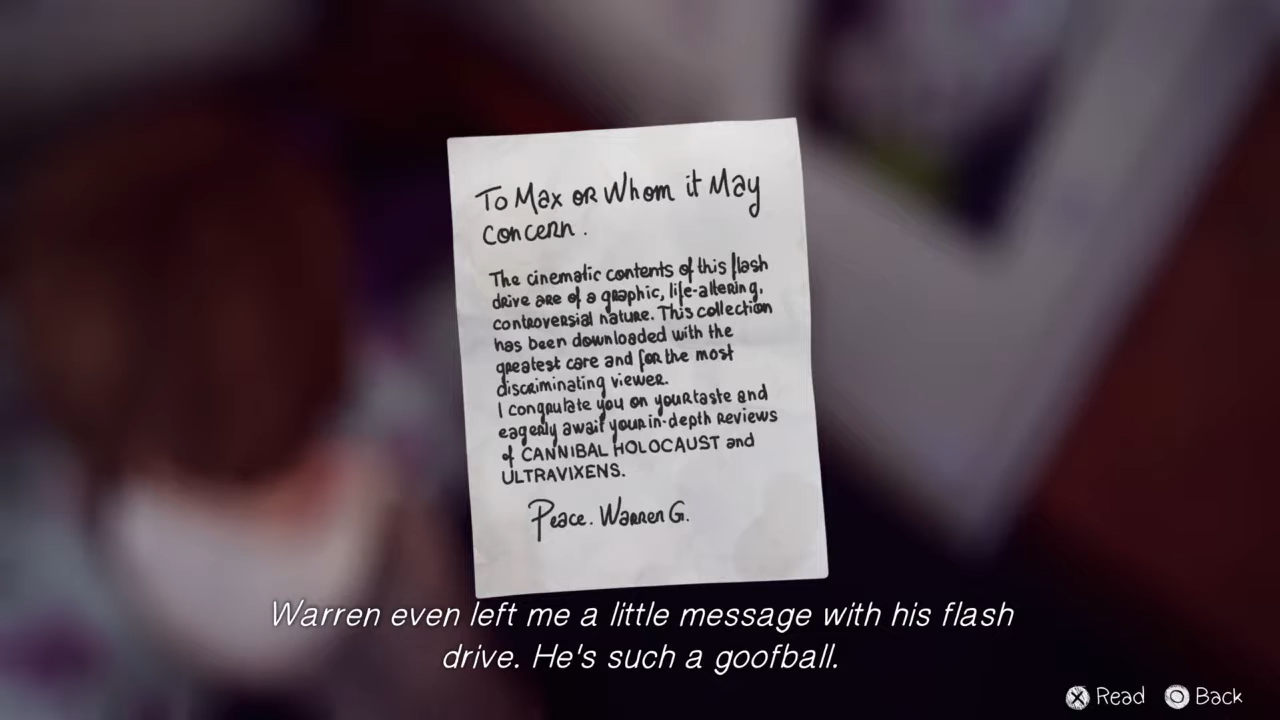 To Max or Whom it May
Concern.
The cinematic contents of this flash
drive are of a graphic, life-altering,
controversial nature. This collection
has been downloaded with the
greatest care and for the most
discriminating viewer.
I congrulate you on your taste and
eagerly await your in-depth reviews
of CANNIBAL HOLOCAUST and
ULTRAVIXENS.
Peace. Warren G.
Warren even left me a little message with his flash
drive. He's such a goofball.
Read Back